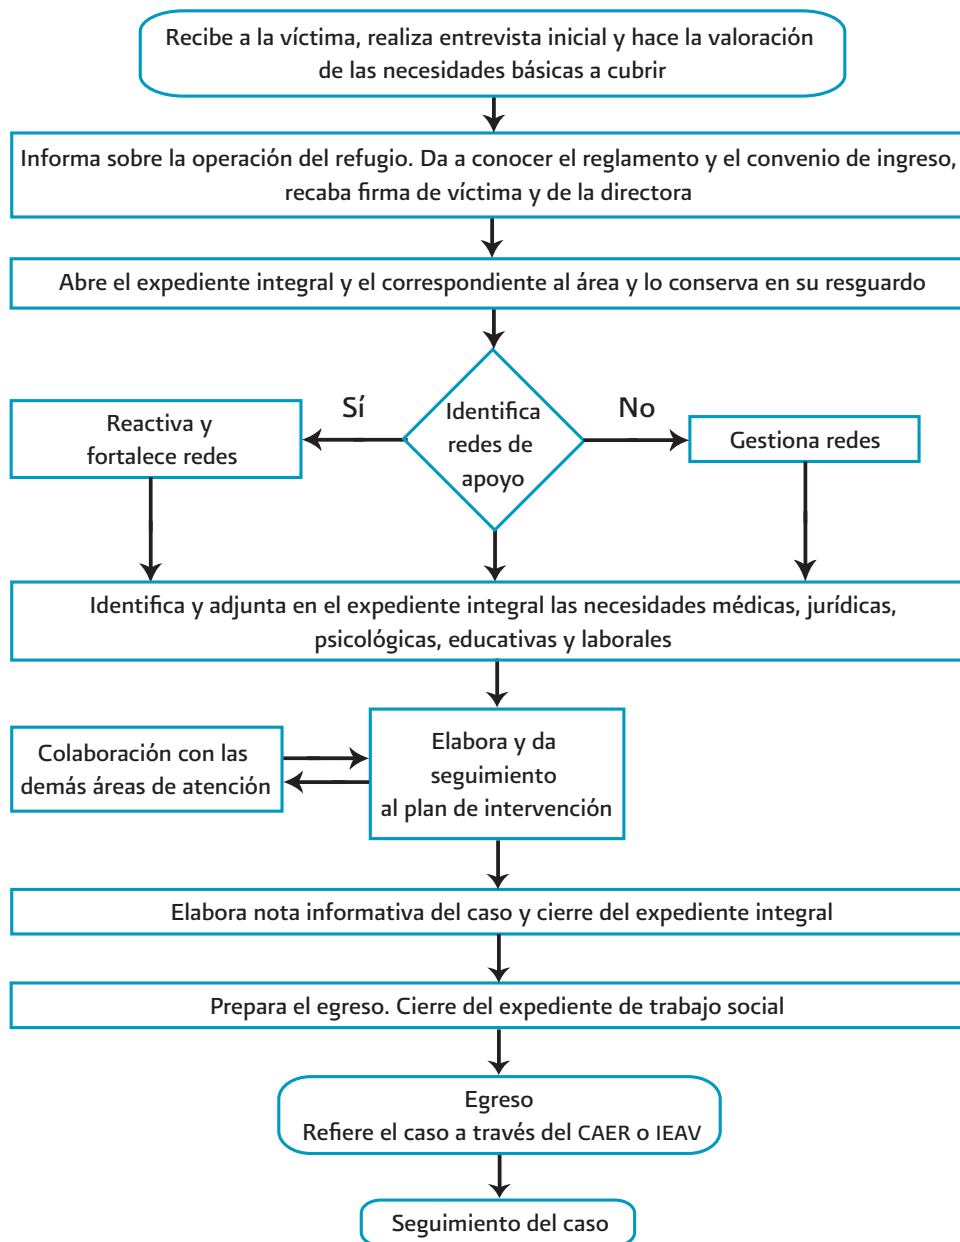 Recibe a la víctima, realiza entrevista inicial y hace la valoración
de las necesidades básicas a cubrir
Informa sobre la operación del refugio. Da a conocer el reglamento y el convenio de ingreso,
recaba firma de víctima y de la directora
Abre el expediente integral y el correspondiente al área y lo conserva en su resguardo
Identifica
redes de
apoyo
Sí
No
Reactiva y
fortalece redes
Gestiona redes
Identifica y adjunta en el expediente integral las necesidades médicas, jurídicas,
psicológicas, educativas y laborales
Colaboración con las
demás áreas de atención
Elabora y da
seguimiento
al plan de intervención
Elabora nota informativa del caso y cierre del expediente integral
Prepara el egreso. Cierre del expediente de trabajo social
Egreso
Refiere el caso a través del CAER o IEAV
Seguimiento del caso